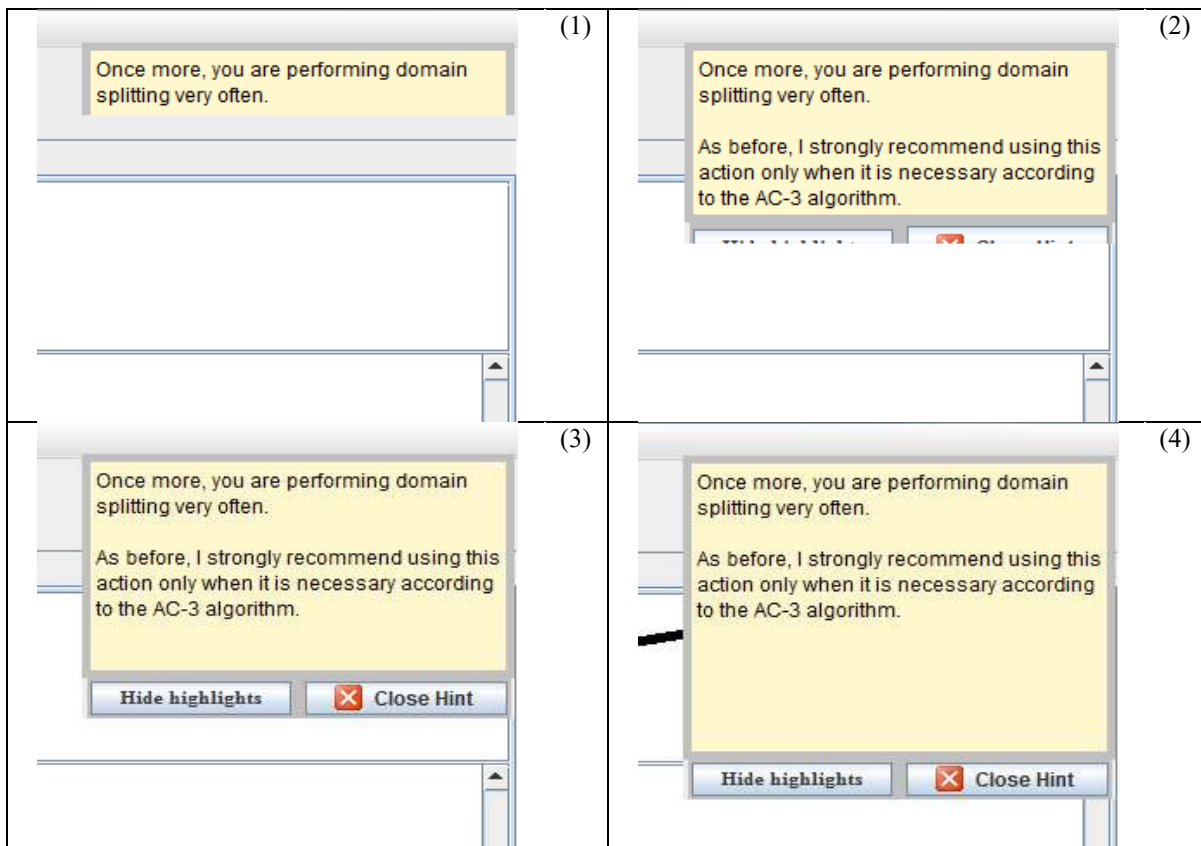 (1)
Once more, you are performing domain
splitting very often.
(2)
Once more, you are performing domain
splitting very often.
As before, I strongly recommend using this
action only when it is necessary according
to the AC-3 algorithm.
(3)
Once more, you are performing domain
splitting very often.
As before, I strongly recommend using this
action only when it is necessary according
to the AC-3 algorithm.
Hide highlights Close Hint
(4)
Once more, you are performing domain
splitting very often.
As before, I strongly recommend using this
action only when it is necessary according
to the AC-3 algorithm.
Hide highlights Close Hint